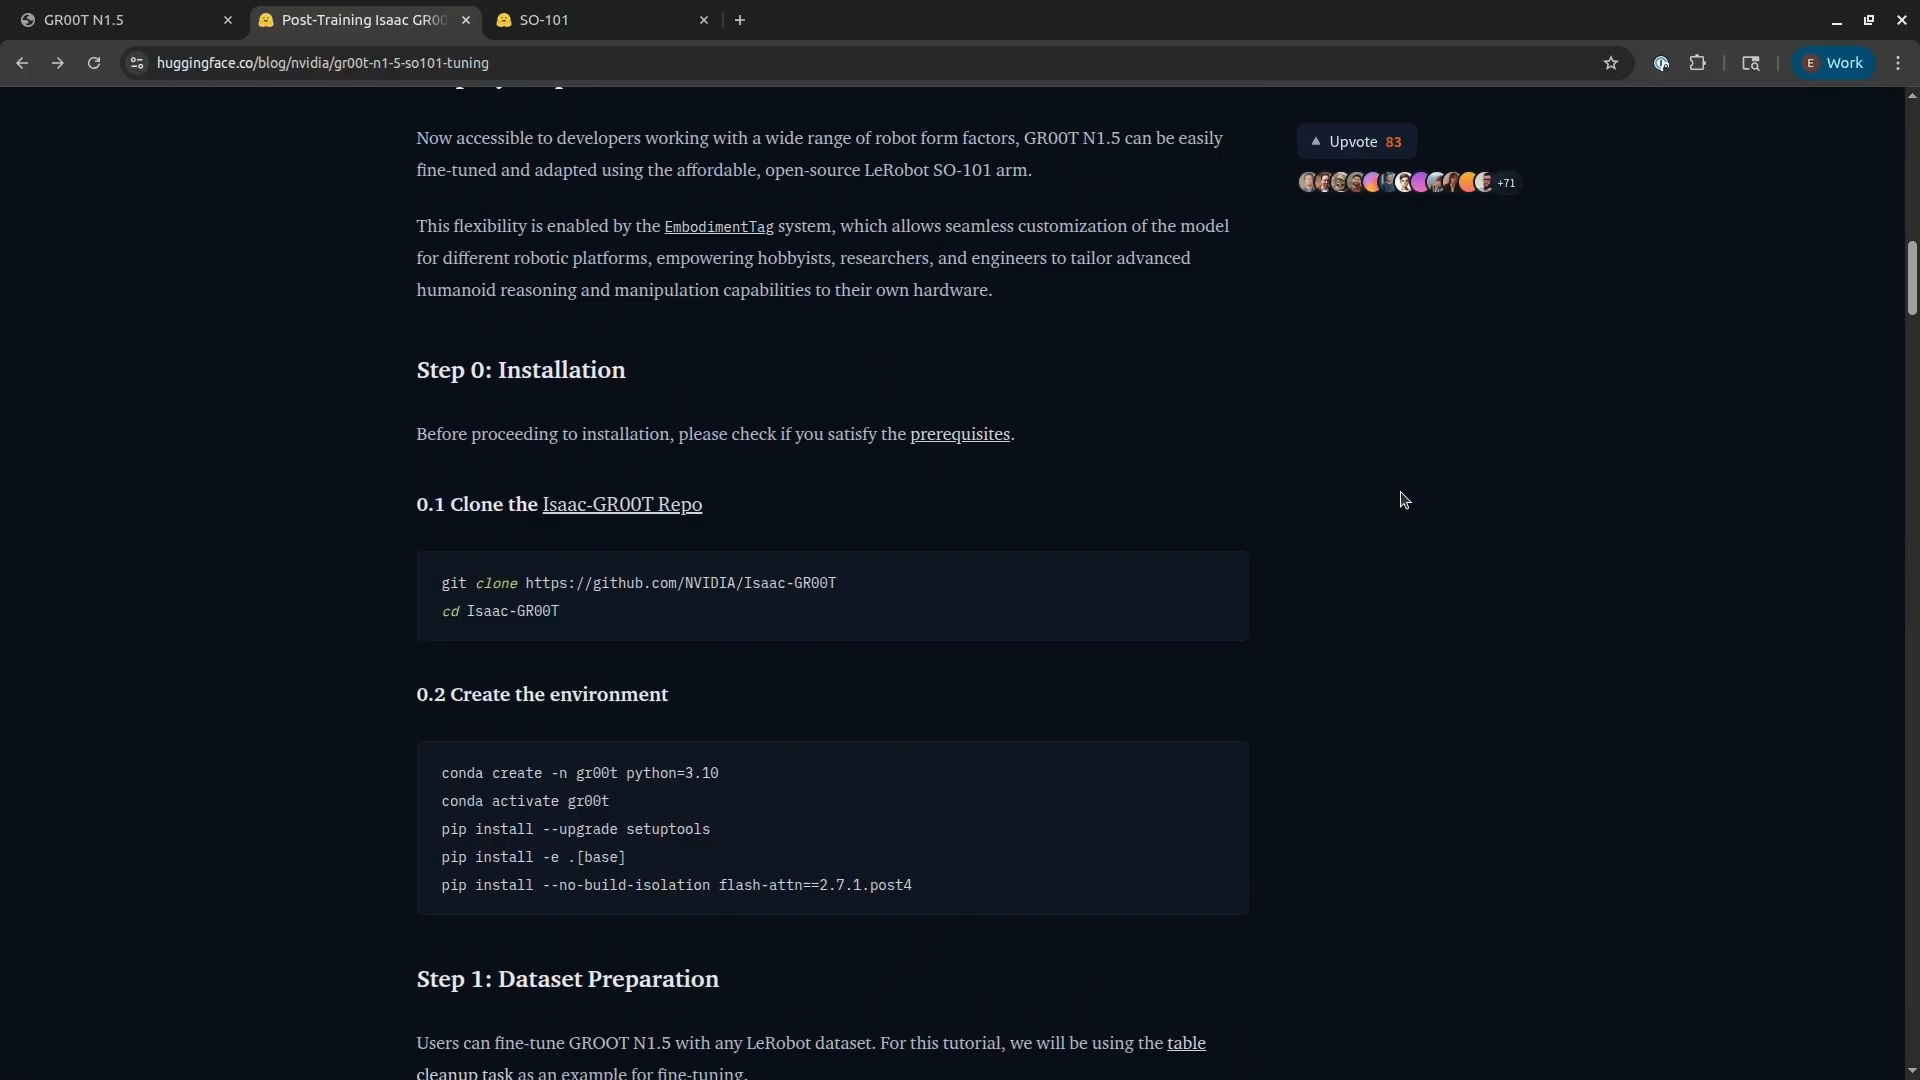 GR00T N1.5
Post-Training Isaac GR00
SO-101
huggingface.co/blog/nvidia/gr00t-n1-5-so101-tuning
E Work
Now accessible to developers working with a wide range of robot form factors, GR00T N1.5 can be easily
fine-tuned and adapted using the affordable, open-source LeRobot SO-101 arm.
Upvote 83
+71
This flexibility is enabled by the EmbodimentTag system, which allows seamless customization of the model
for different robotic platforms, empowering hobbyists, researchers, and engineers to tailor advanced
humanoid reasoning and manipulation capabilities to their own hardware.
Step 0: Installation
Before proceeding to installation, please check if you satisfy the prerequisites.
0.1 Clone the Isaac-GR00T Repo
git clone https://github.com/NVIDIA/Isaac-GR00T
cd Isaac-GR00T
0.2 Create the environment
conda create -n gr00t python=3.10
conda activate gr00t
pip install --upgrade setuptools
pip install -e .[base]
pip install --no-build-isolation flash-attn==2.7.1.post4
Step 1: Dataset Preparation
Users can fine-tune GROOT N1.5 with any LeRobot dataset. For this tutorial, we will be using the table
cleanup task as an example for fine-tuning.